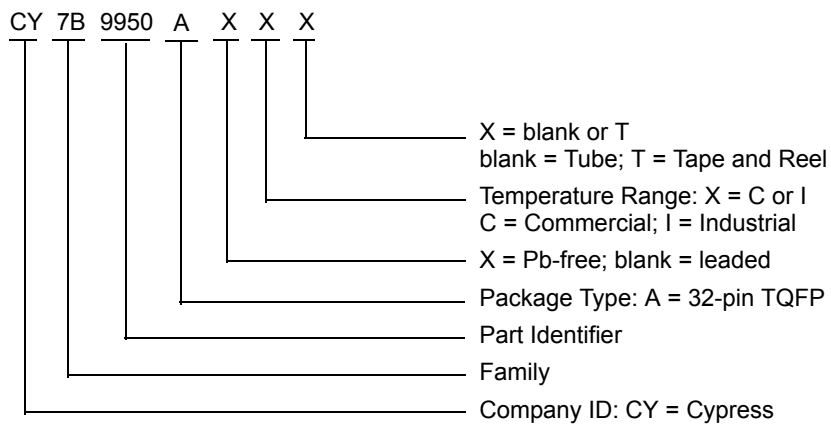 CY 7B 9950 A X X X
X = blank or T
blank = Tube; T = Tape and Reel
Temperature Range: X = C or I
C = Commercial; I = Industrial
X = Pb-free; blank = leaded
Package Type: A = 32-pin TQFP
Part Identifier
Family
Company ID: CY = Cypress